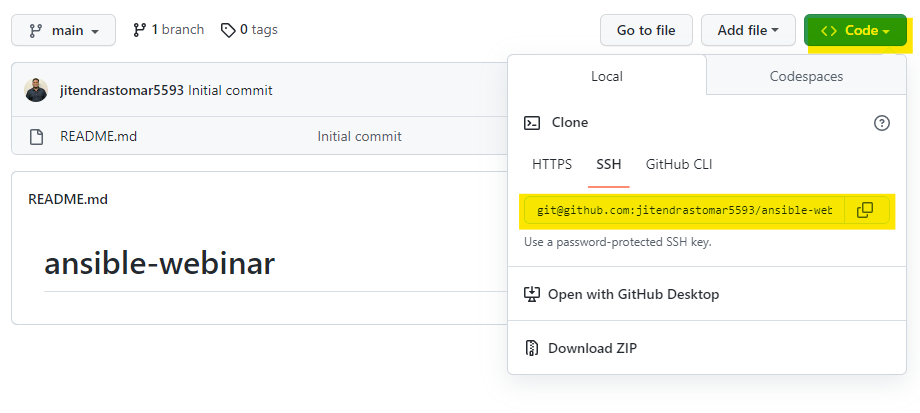 main 1 branch 0 tags Go to file Add file Code
jitendrastomar5593 Initial commit
README.md Initial commit
README.md
ansible-webinar
Local Codespaces
Clone
HTTPS SSH GitHub CLI
git@github.com:jitendrastomar5593/ansible-web
Use a password-protected SSH key.
Open with GitHub Desktop
Download ZIP